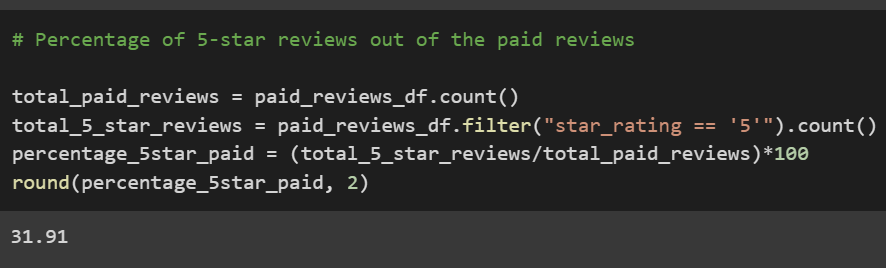 # Percentage of 5-star reviews out of the paid reviews
total_paid_reviews = paid_reviews_df.count()
total_5_star_reviews = paid_reviews_df.filter("star_rating == '5'").count()
percentage_5star_paid = (total_5_star_reviews/total_paid_reviews)*100
round(percentage_5star_paid, 2)
31.91